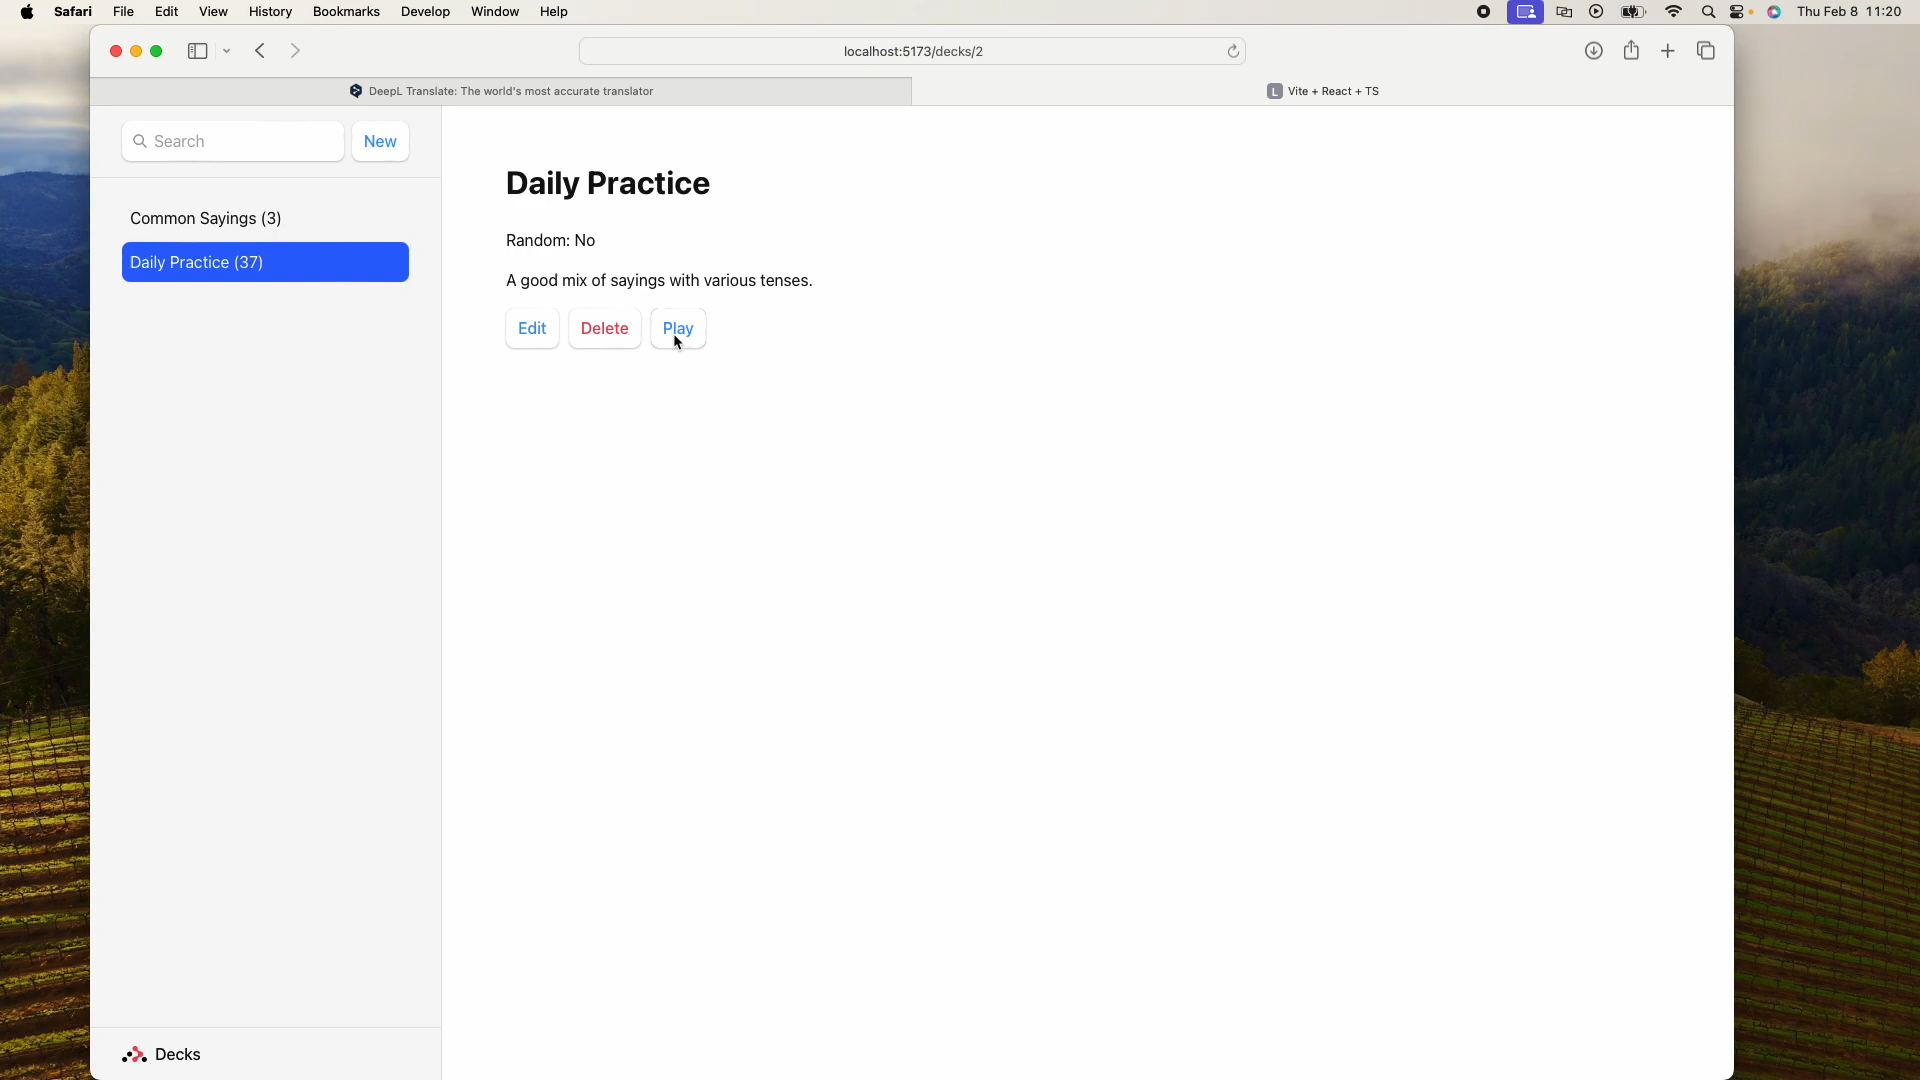 Safari File Edit View History Bookmarks Develop Window Help Thu Feb 8 11:20
localhost:5173/decks/2
DeepL Translate: The world's most accurate translator
L Vite + React + TS
Search New
Common Sayings (3)
Daily Practice (37)
Daily Practice
Random: No
A good mix of sayings with various tenses.
Edit Delete Play
Decks